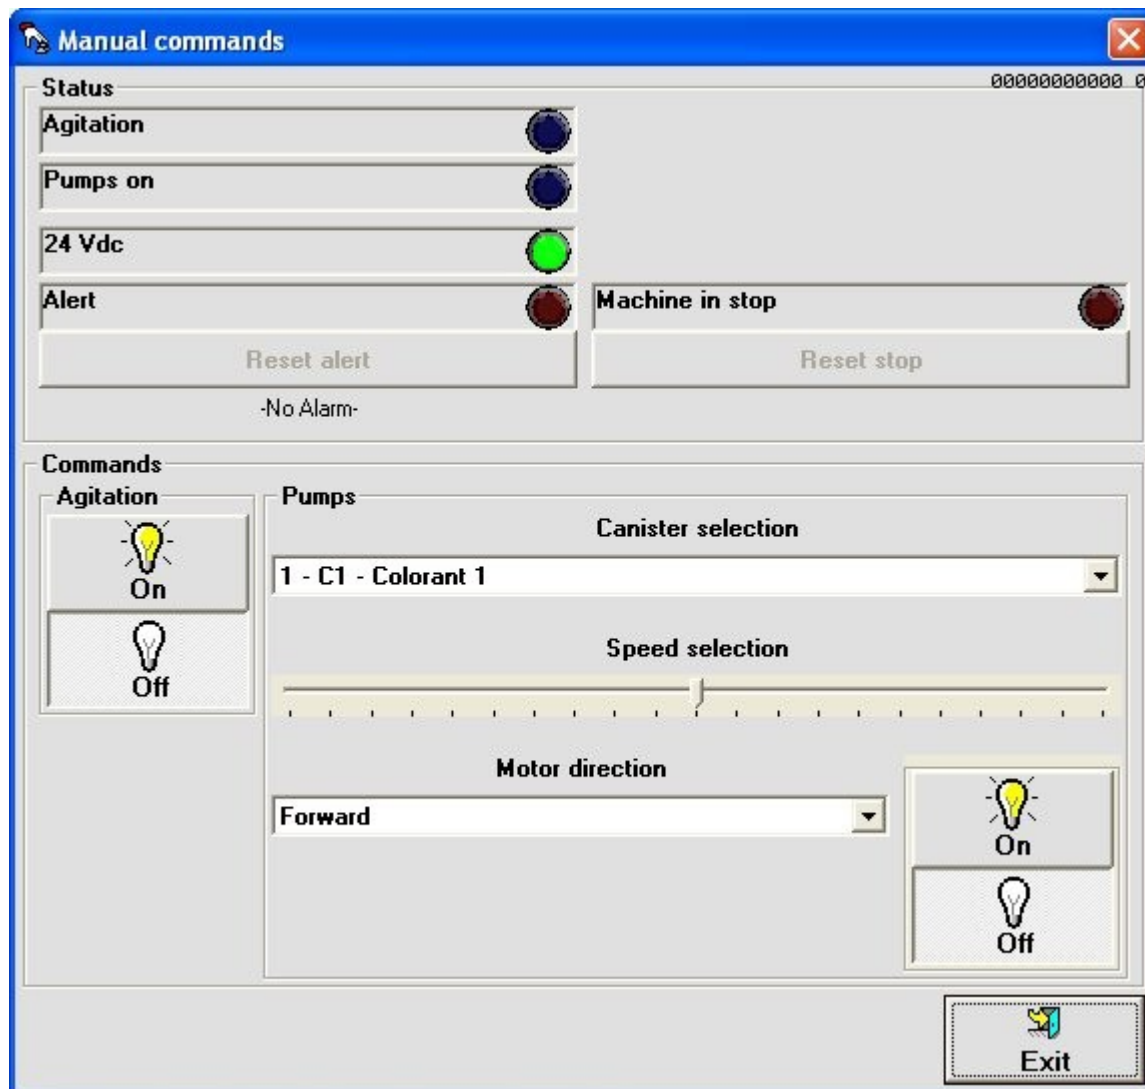 Manual commands
Status
00000000000 0
Agitation
Pumps on
24 Vdc
Alert
Machine in stop
Reset alert
Reset stop
-No Alarm-
Commands
Agitation
On
Off
Pumps
Canister selection
1 - C1 - Colorant 1
Speed selection
Motor direction
Forward
On
Off
Exit